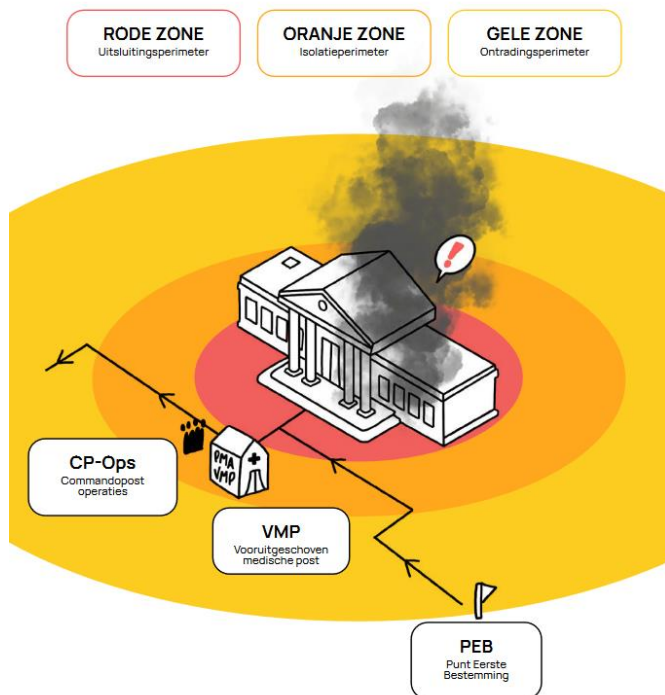 RODE ZONE
Uitsluitingsperimeter
ORANJE ZONE
Isolatieperimeter
GELE ZONE
Ontradingsperimeter
!
CP-Ops
Commandopost
operaties
PMA
VMP
VMP
Vooruitgeschoven
medische post
PEB
Punt Eerste
Bestemming